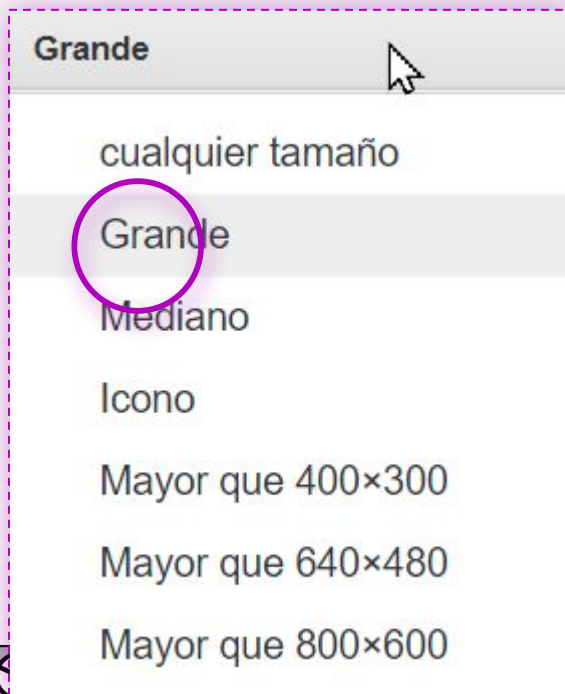 Grande
cualquier tamaño
Grande
Mediano
Icono
Mayor que 400×300
Mayor que 640×480
Mayor que 800×600